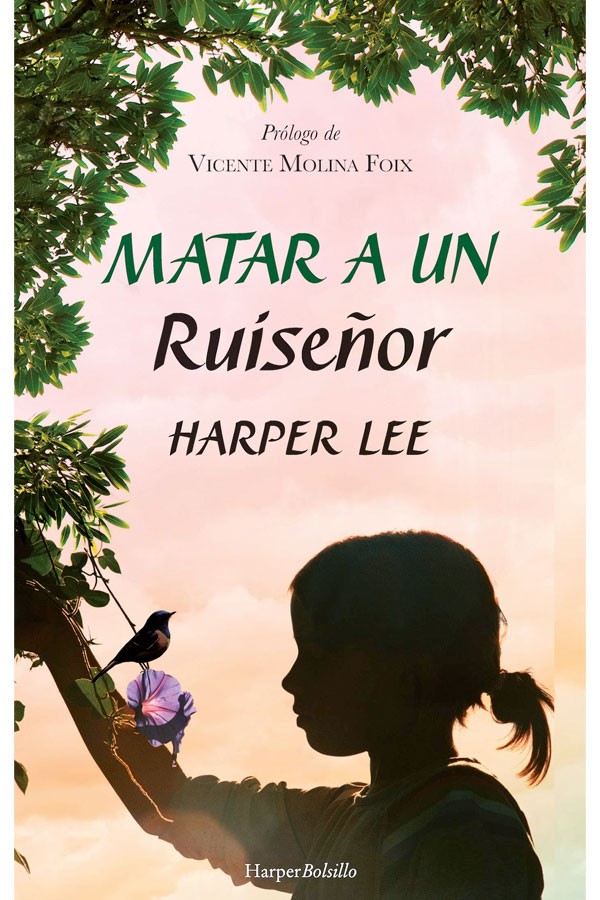 Prólogo de
Vicente Molina Foix
MATAR A UN
Ruiseñor
HARPER LEE
HarperBolsillo